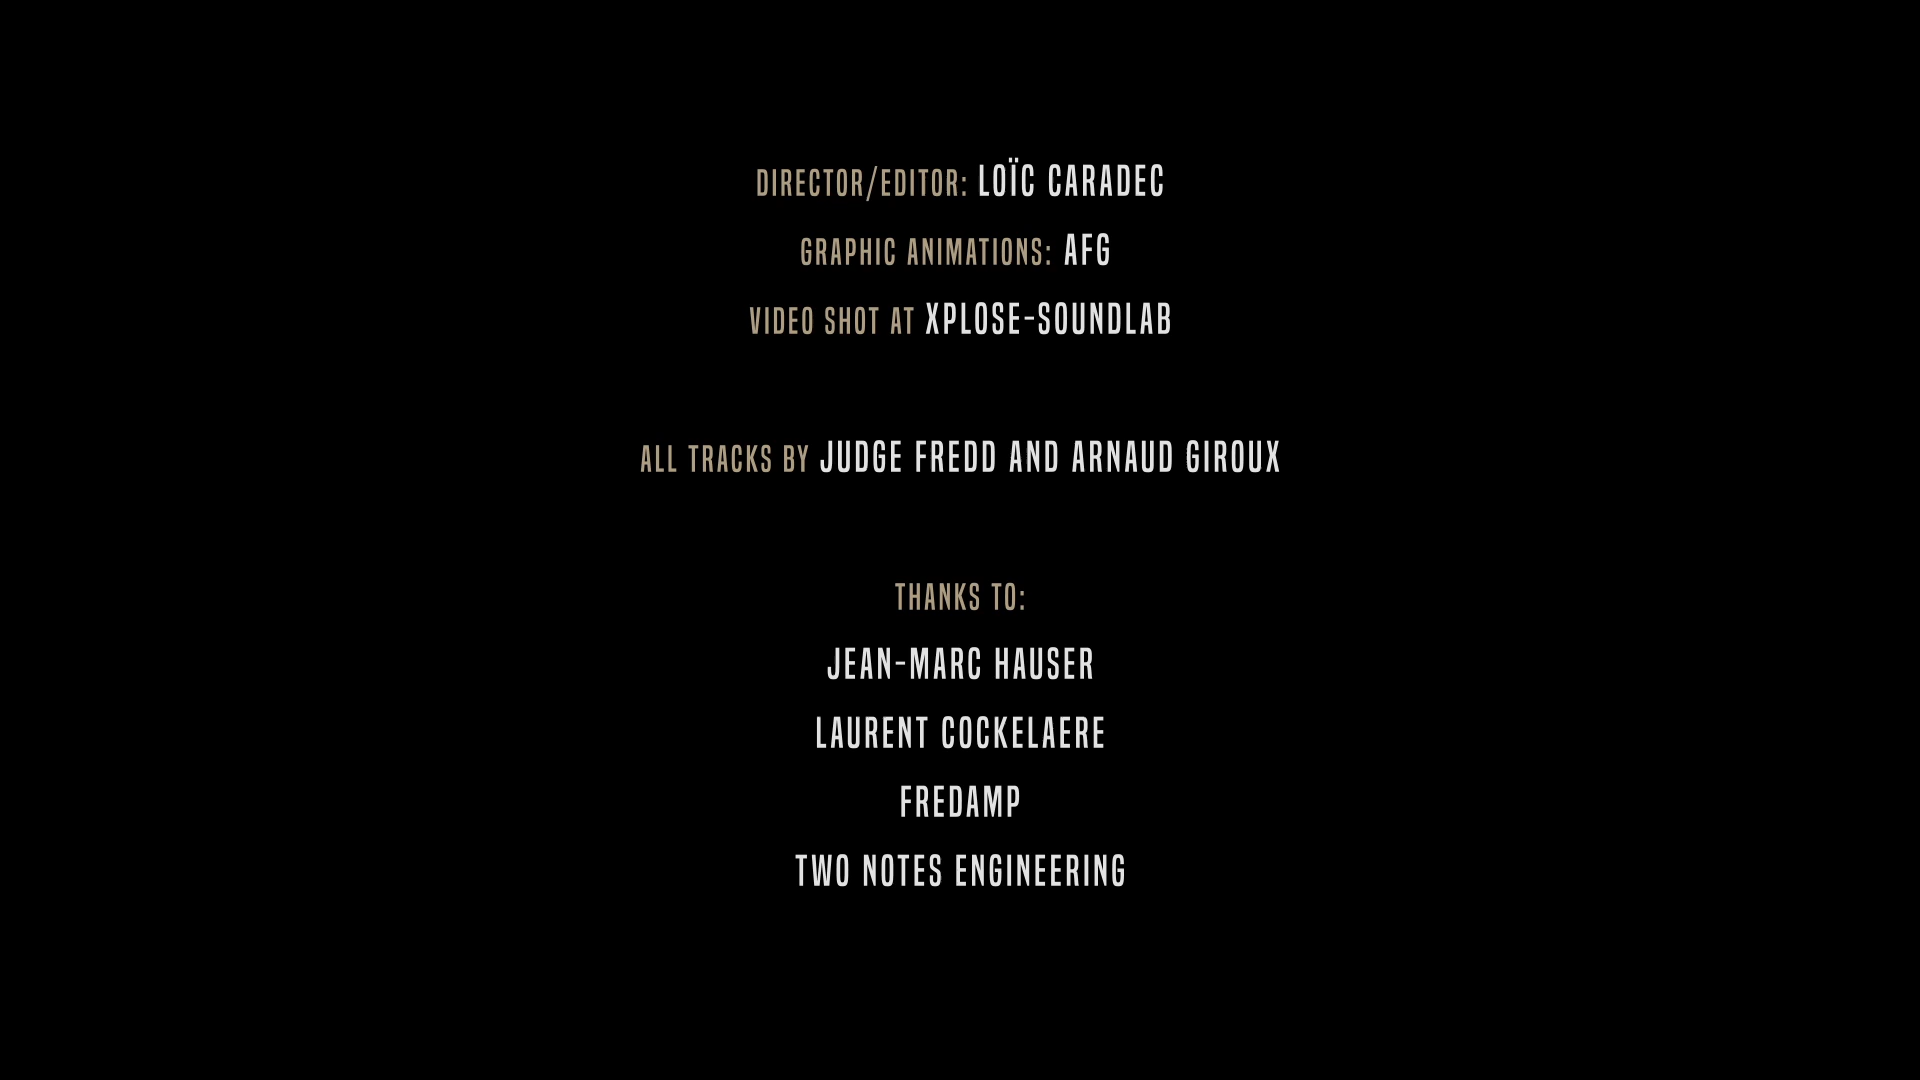 DIRECTOR/EDITOR: LOÏC CARADEC
GRAPHIC ANIMATIONS: AFG
VIDEO SHOT AT XPLOSE-SOUNDLAB
ALL TRACKS BY JUDGE FREDD AND ARNAUD GIROUX
THANKS TO:
JEAN-MARC HAUSER
LAURENT COCKELAERE
FREDAMP
TWO NOTES ENGINEERING